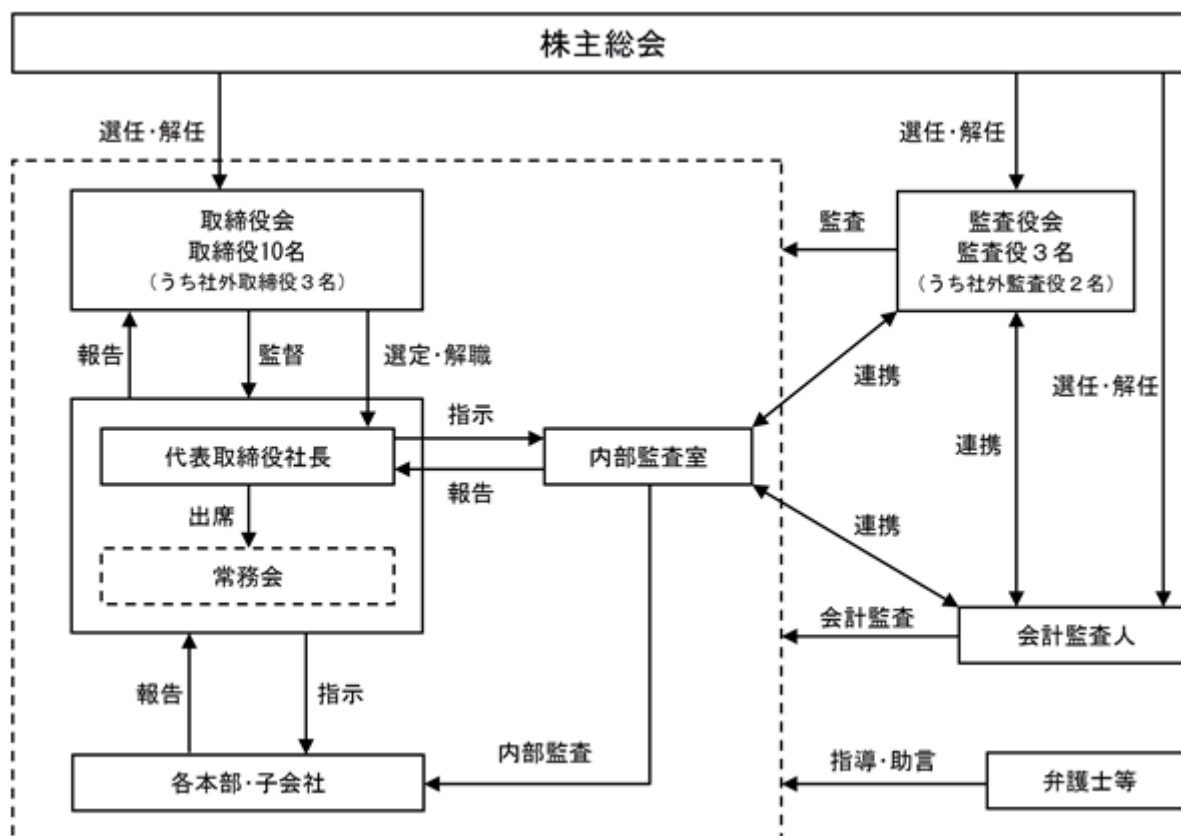 株主総会
選任・解任
選任・解任
取締役会
取締役10名
（うち社外取締役３名）
監査
監査役会
監査役３名
（うち社外監査役２名）
報告
監督
選定・解職
連携
選任・解任
指示
代表取締役社長
内部監査室
連携
報告
出席
連携
常務会
会計監査
会計監査人
報告
指示
内部監査
指導・助言
各本部・子会社
弁護士等